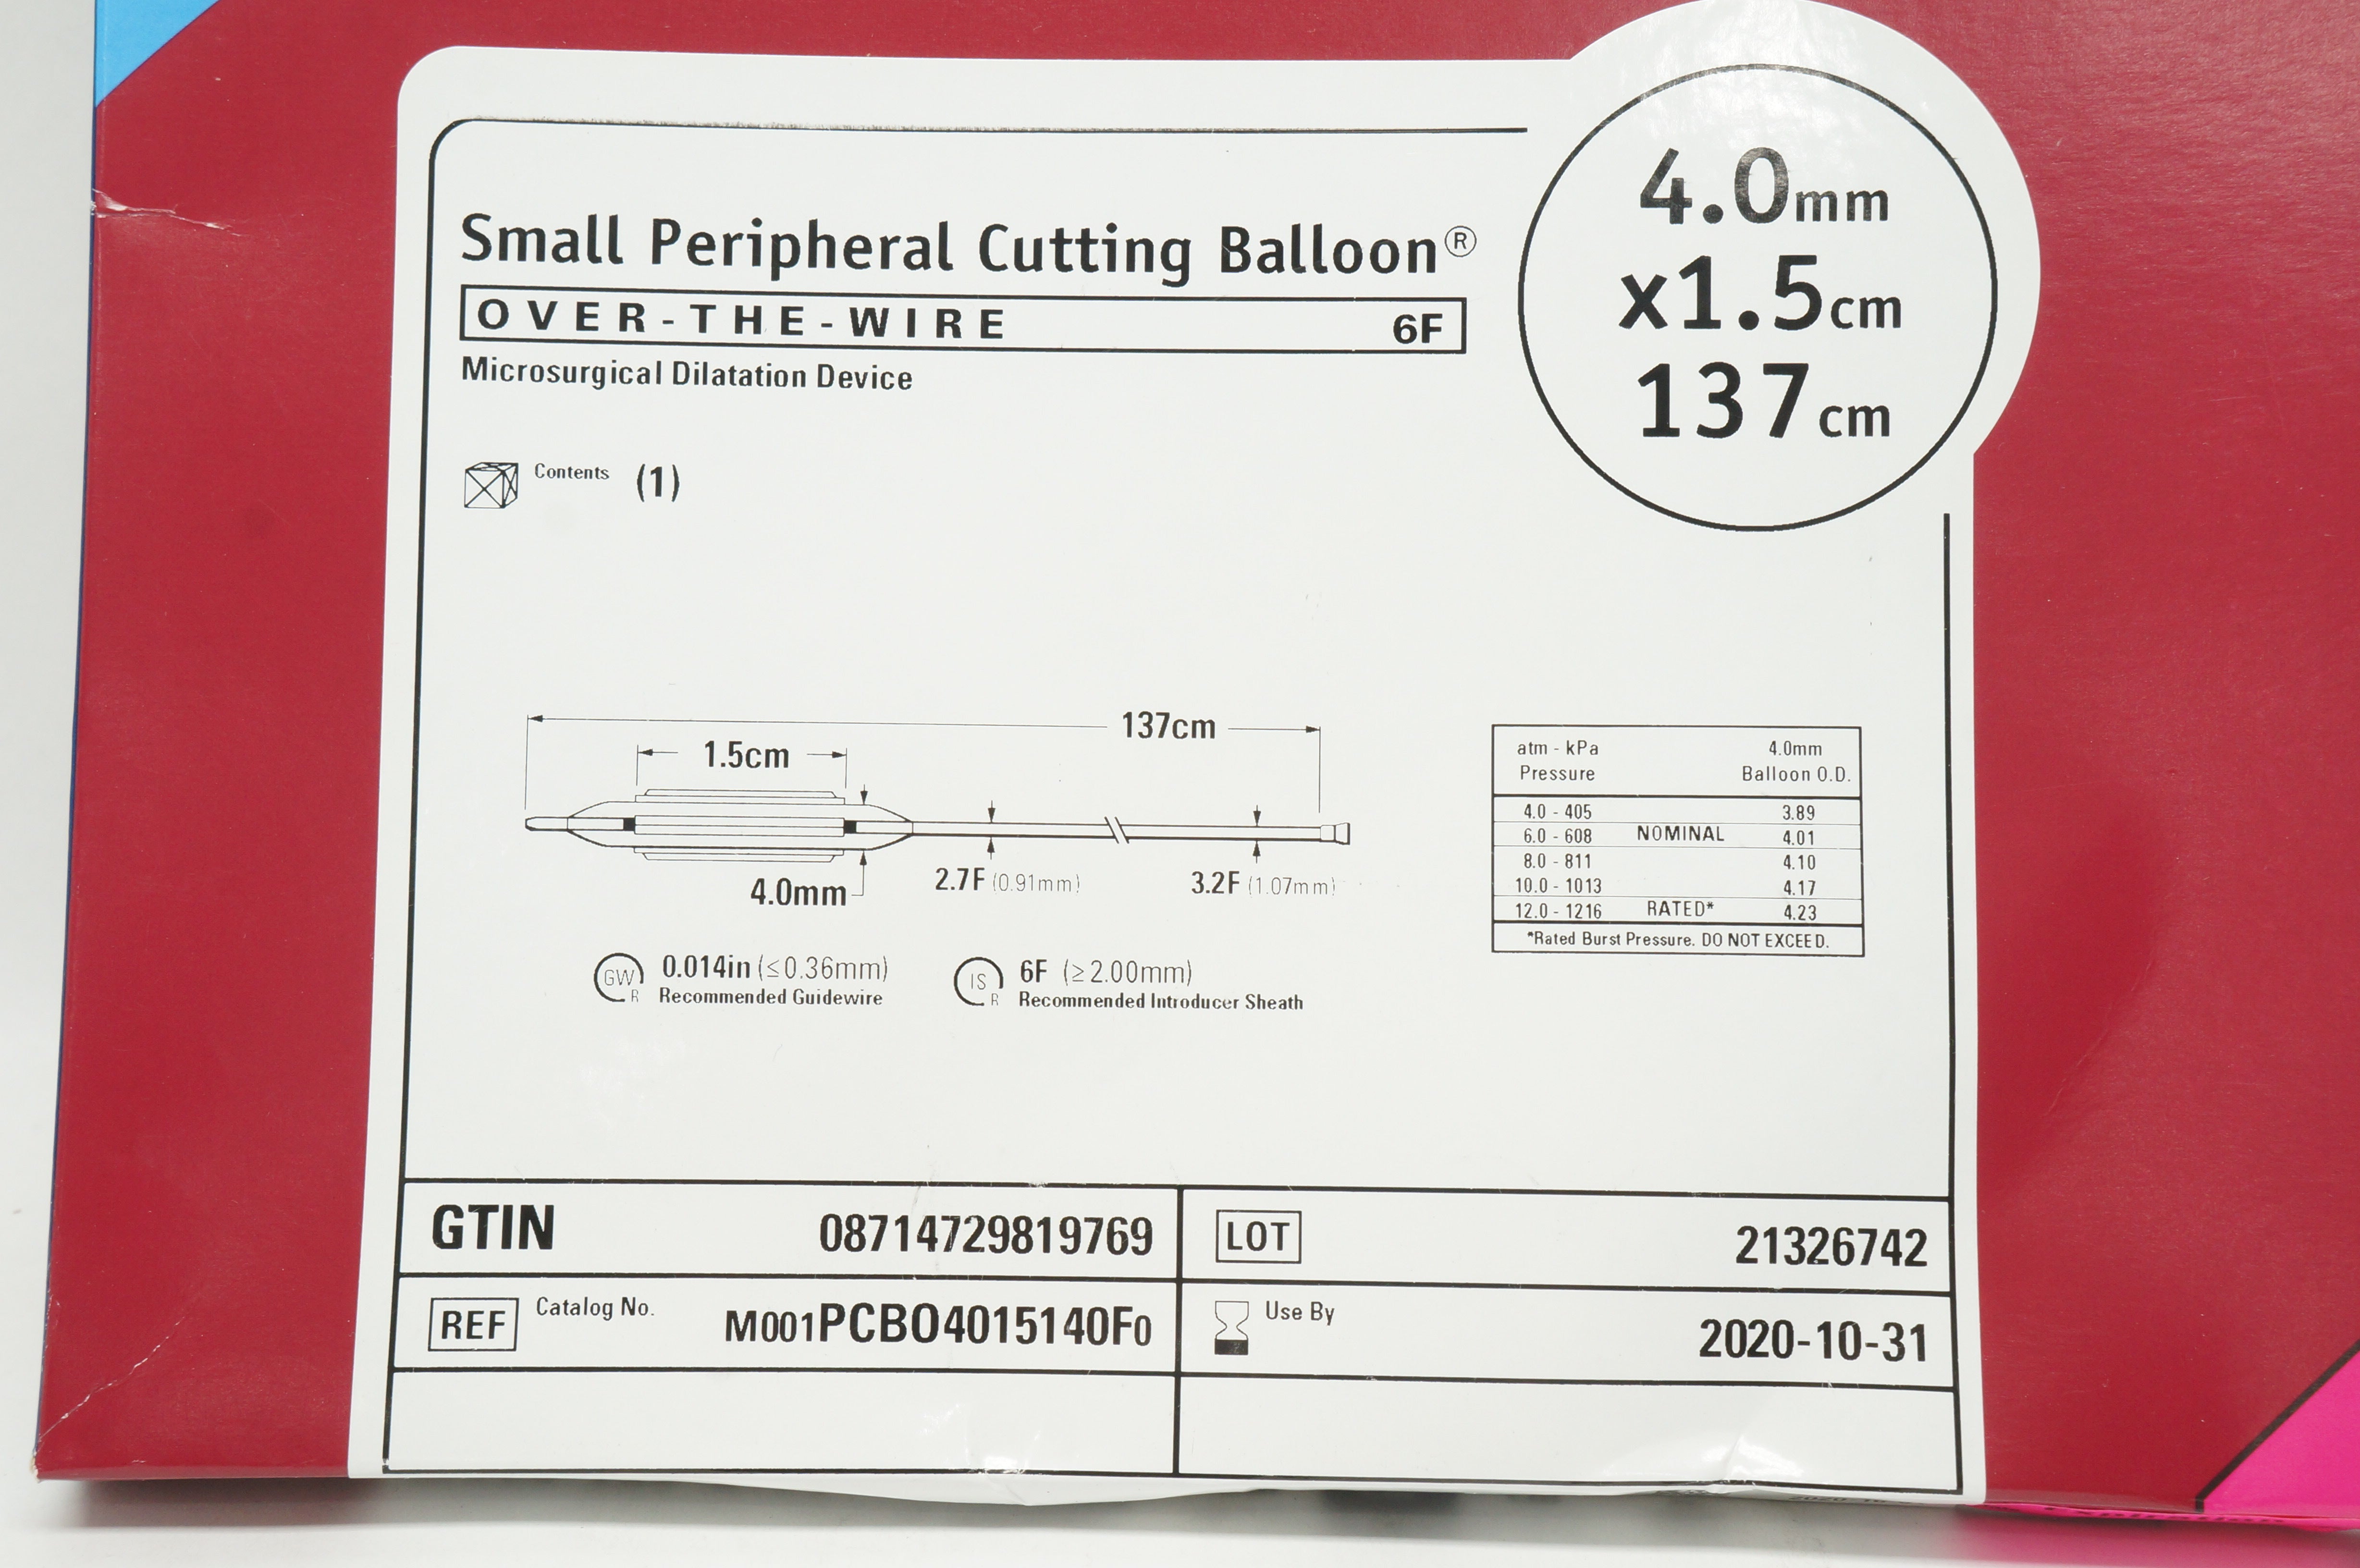 4.0mm
x1.5cm
137cm
Small Peripheral Cutting Balloon®
OVER-THE-WIRE 6F
Microsurgical Dilatation Device
Contents (1)
137cm
1.5cm
4.0mm
2.7F (0.91mm)
3.2F (1.07mm)
GW R 0.014in (≤0.36mm)
Recommended Guidewire
IS R 6F (≥2.00mm)
Recommended Introducer Sheath
atm - kPa 4.0mm
Pressure Balloon O.D.
4.0 - 405 3.89
6.0 - 608 NOMINAL 4.01
8.0 - 811 4.10
10.0 - 1013 4.17
12.0 - 1216 RATED* 4.23
*Rated Burst Pressure. DO NOT EXCEED.
GTIN 08714729819769
LOT 21326742
REF Catalog No. M001PCBO4015140F0
Use By 2020-10-31